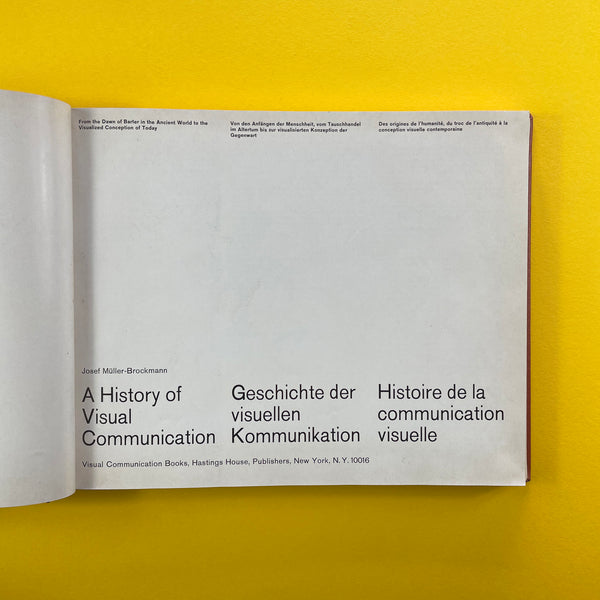 From the Dawn of Barter in the Ancient World to the
Visualized Conception of Today
Von den Anfängen der Menschheit, vom Tauschhandel
im Altertum bis zur visualisierten Konzeption der
Gegenwart
Des origines de l'humanité, du troc de l'antiquité à la
conception visuelle contemporaine
Josef Müller-Brockmann
A History of
Visual
Communication
Geschichte der
visuellen
Kommunikation
Histoire de la
communication
visuelle
Visual Communication Books, Hastings House, Publishers, New York, N.Y. 10016